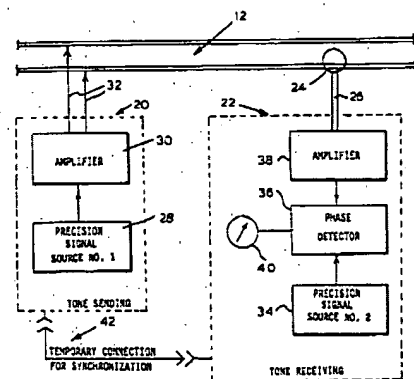 12
24
32
20
22
26
AMPLIFIER
30
AMPLIFIER
38
36
PHASE
DETECTOR
PRECISION
SIGNAL
SOURCE NO. 1
28
40
34
PRECISION
SIGNAL
SOURCE NO. 2
TONE SENDING
42
TEMPORARY CONNECTION
FOR SYNCHRONIZATION
TONE RECEIVING